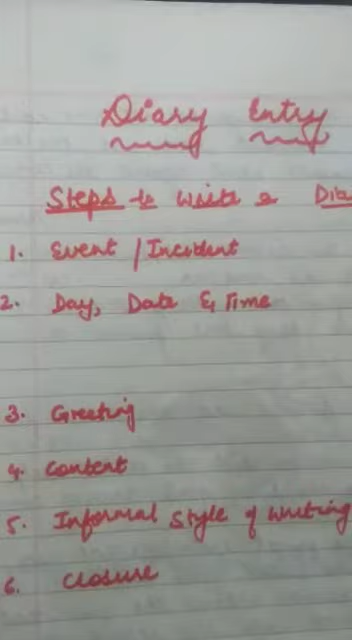 Diary Entry
Steps to write a Dia
1. Event / Incident
2. Day, Date & Time
3. Greeting
4. Content
5. Informal Style of Writing
6. Closure